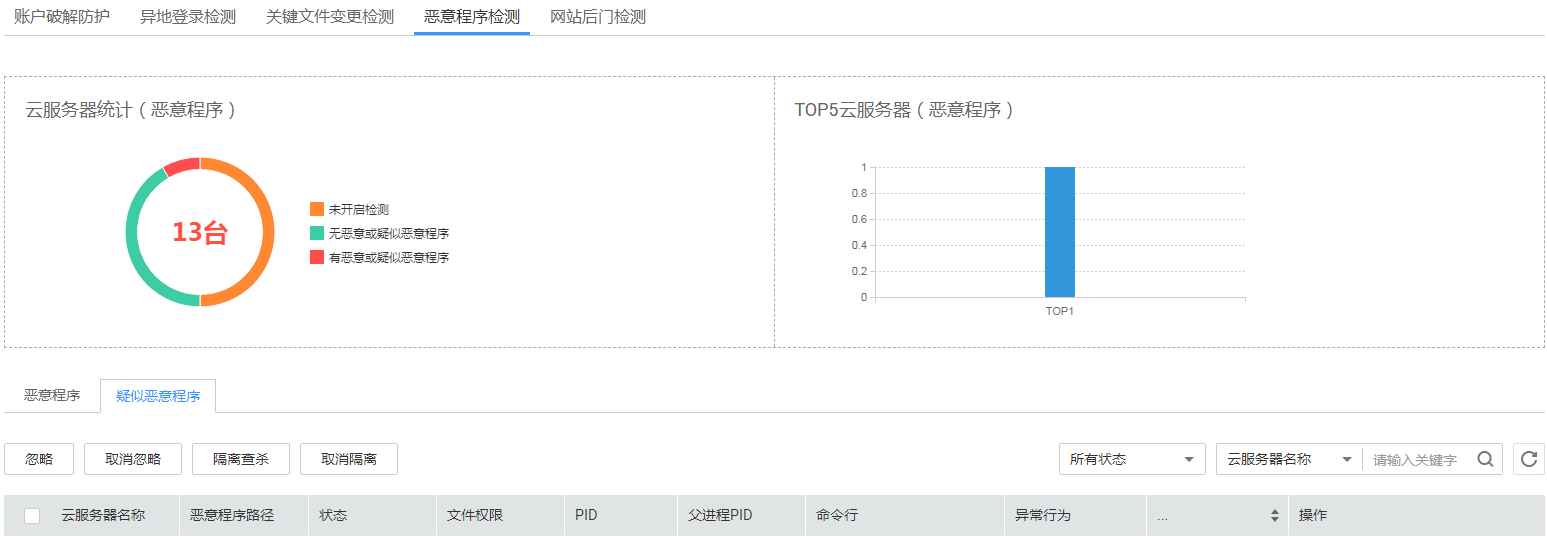 账户破解防护 异地登录检测 关键文件变更检测 恶意程序检测 网站后门检测
云服务器统计（恶意程序）
13台
未开启检测
无恶意或疑似恶意程序
有恶意或疑似恶意程序
TOP5云服务器（恶意程序）
1
0.8
0.6
0.4
0.2
0
TOP1
恶意程序 疑似恶意程序
忽略 取消忽略 隔离查杀 取消隔离 所有状态 云服务器名称 请输入关键字
云服务器名称 恶意程序路径 状态 文件权限 PID 父进程PID 命令行 异常行为 ... 操作